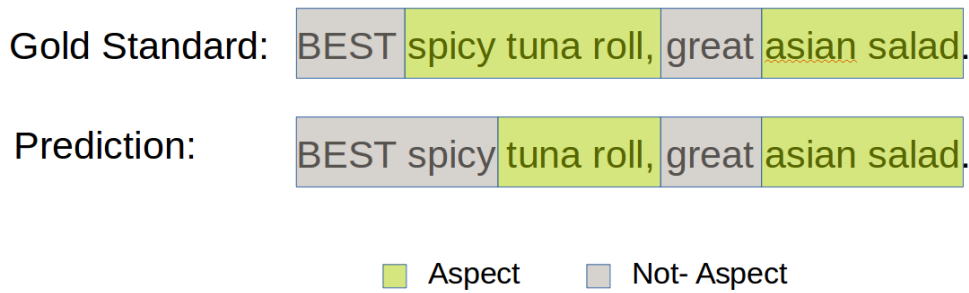 Gold Standard: BEST spicy tuna roll, great asian salad.
Prediction: BEST spicy tuna roll, great asian salad.
Aspect Not- Aspect